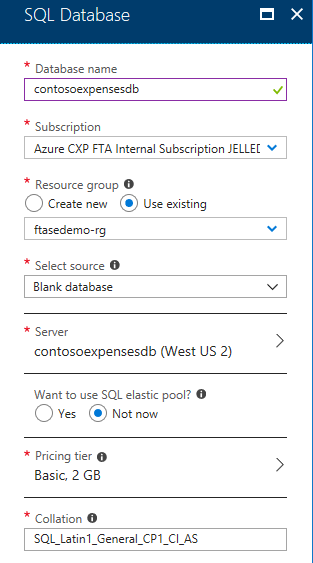 SQL Database
* Database name
contosoexpensesdb
* Subscription
Azure CXP FTA Internal Subscription JELLED
* Resource group
Create new Use existing
ftasedemo-rg
* Select source
Blank database
* Server
contosoexpensesdb (West US 2)
Want to use SQL elastic pool?
Yes Not now
* Pricing tier
Basic, 2 GB
* Collation
SQL_Latin1_General_CP1_CI_AS